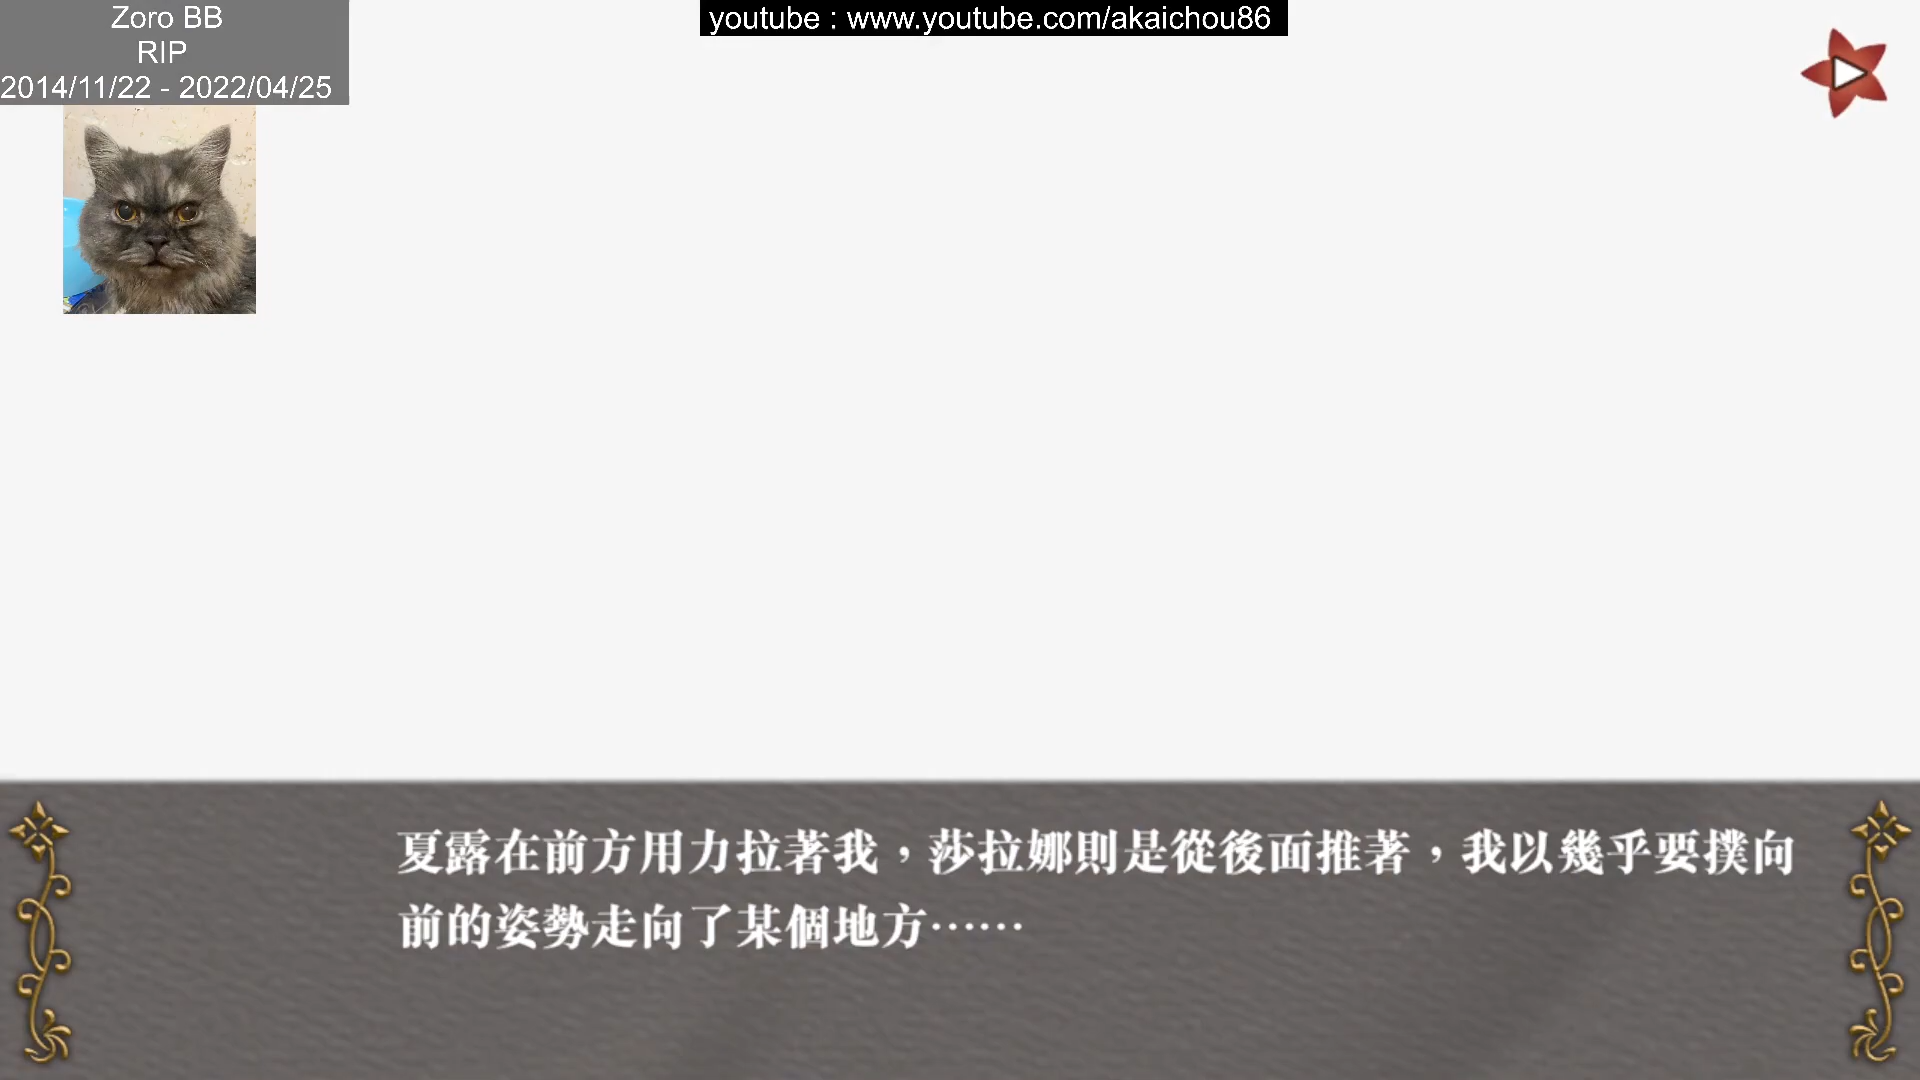 Zoro BB
RIP
2014/11/22 - 2022/04/25
youtube : www.youtube.com/akaichou86
夏露在前方用力拉著我，莎拉娜則是從後面推著，我以幾乎要撲向
前的姿勢走向了某個地方⋯⋯